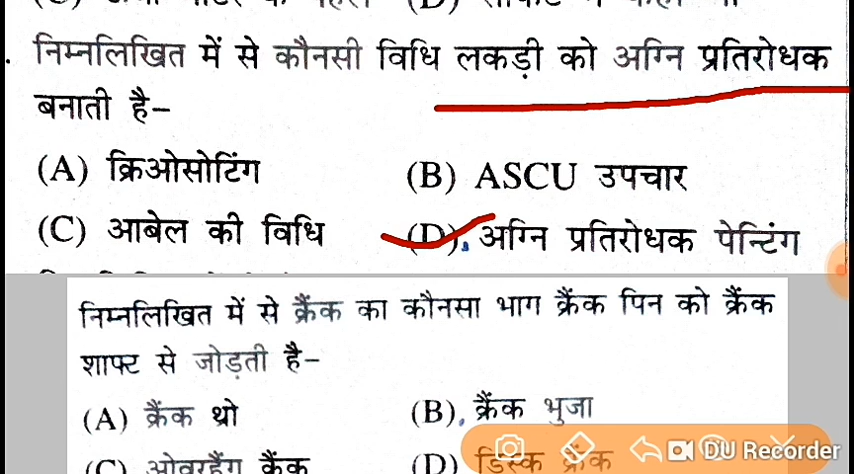 निम्नलिखित में से कौनसी विधि लकड़ी को अग्नि प्रतिरोधक
बनाती है-
(A) क्रिओसोटिंग
(B) ASCU उपचार
(C) आबेल की विधि
(D) अग्नि प्रतिरोधक पेन्टिंग
निम्नलिखित में से क्रैंक का कौनसा भाग क्रैंक पिन को क्रैंक
शाफ्ट से जोड़ती है-
(A) क्रैंक थ्रो
(B) क्रैंक भुजा
(C) ओवरहैंग क्रैंक
(D) डिस्क क्रैंक
DU Recorder